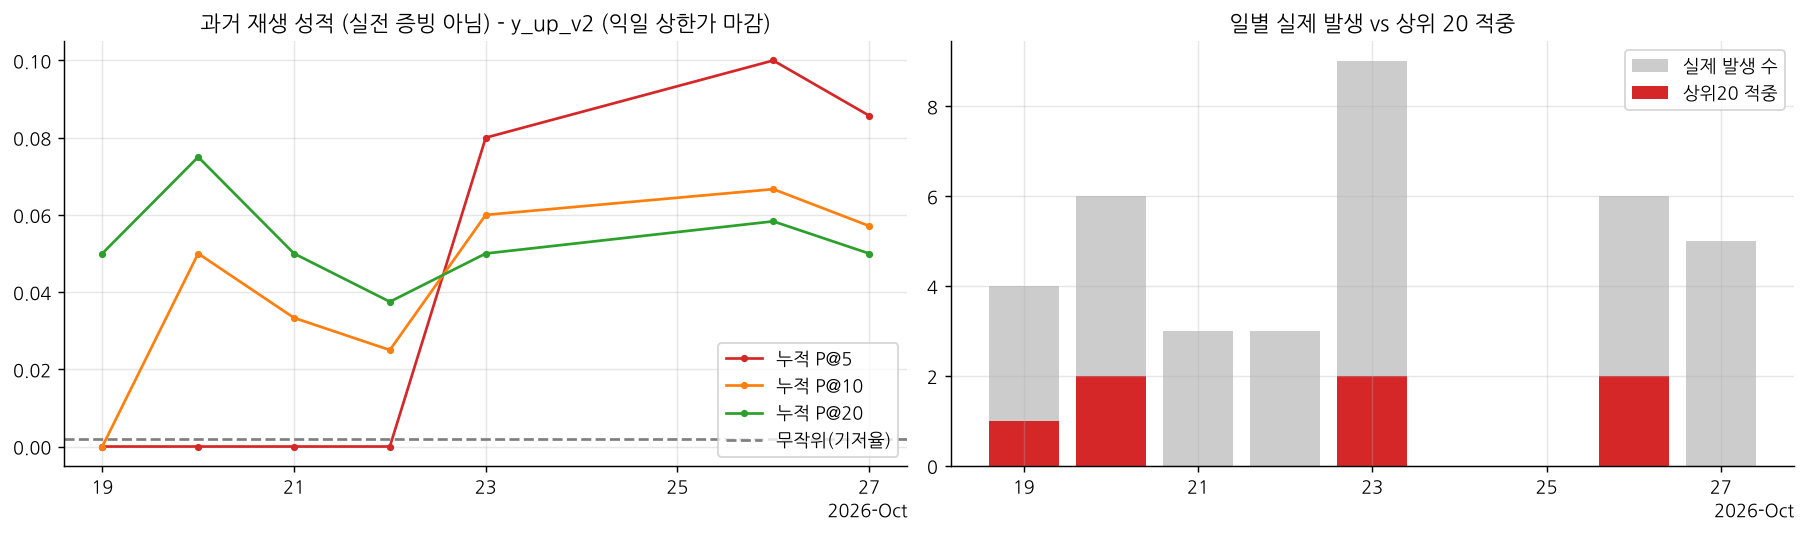 과거 재생 성적 (실전 증빙 아님) - y_up_v2 (익일 상한가 마감)
0.10
0.08
0.06
0.04
0.02
0.00
누적 P@5
누적 P@10
누적 P@20
무작위(기저율)
19 21 23 25 27
2026-Oct
일별 실제 발생 vs 상위 20 적중
실제 발생 수
상위20 적중
8
6
4
2
0
19 21 23 25 27
2026-Oct